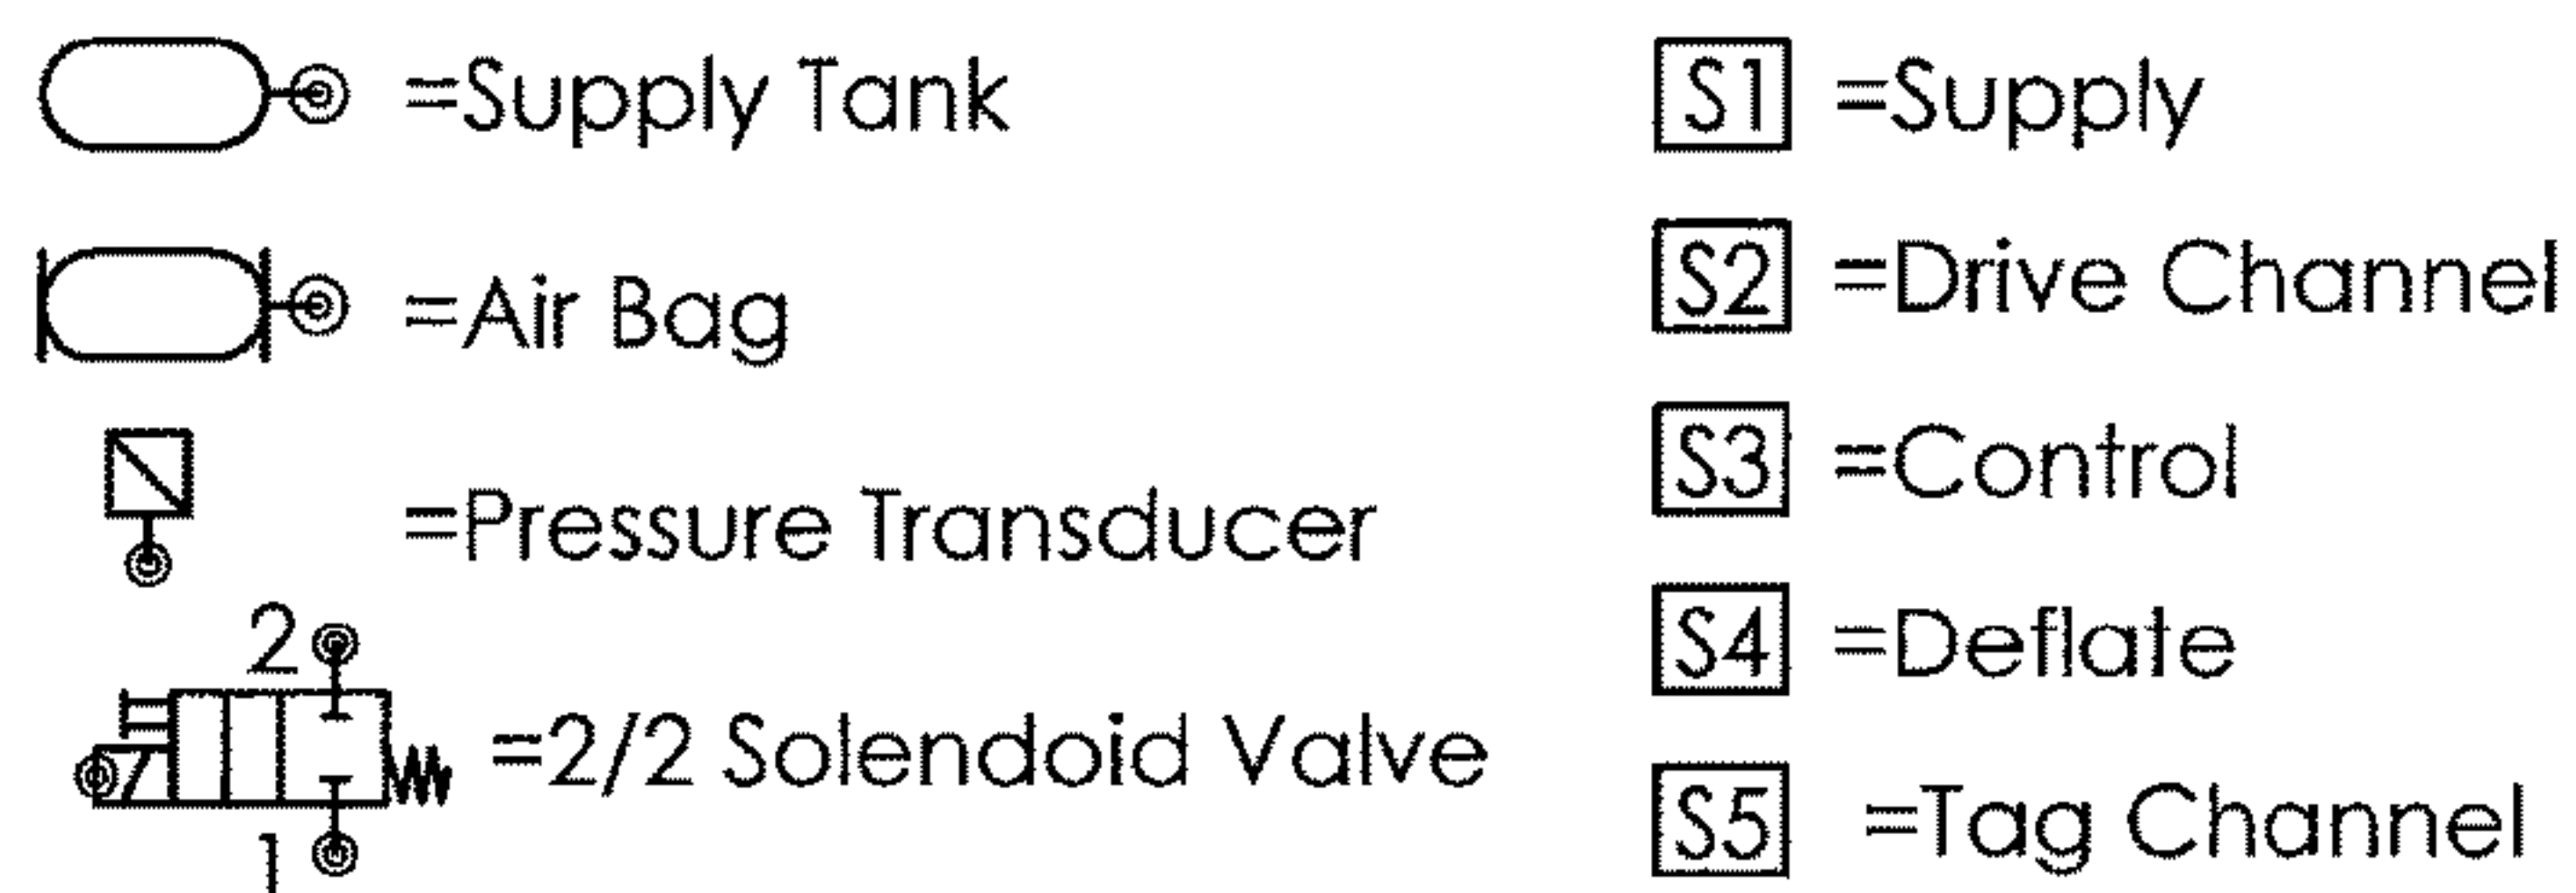 =Supply Tank
=Air Bag
=Pressure Transducer
2
=2/2 Solendoid Valve
1
S1 =Supply
S2 =Drive Channel
S3 =Control
S4 =Deflate
S5 =Tag Channel